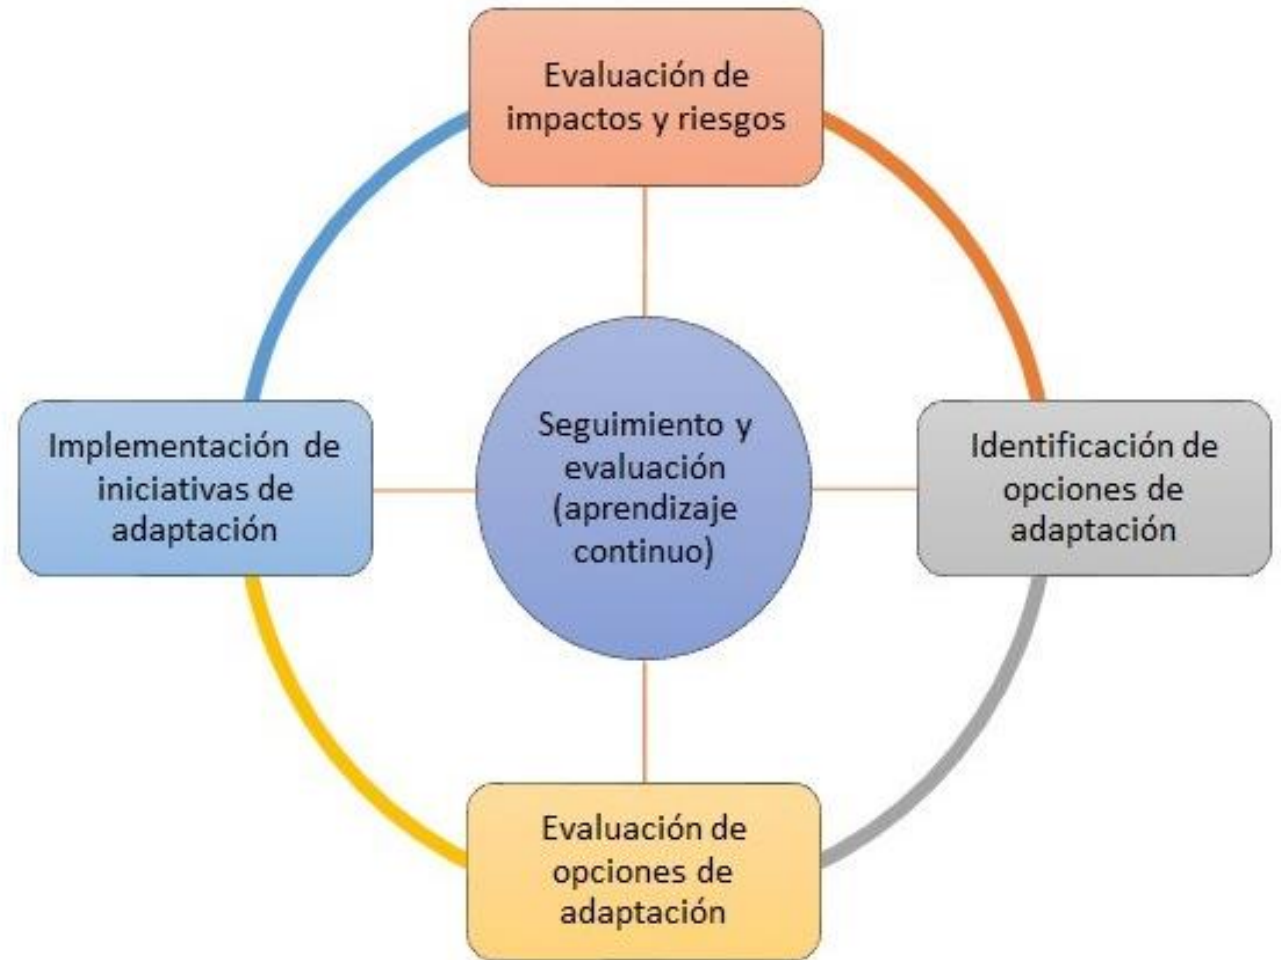 Evaluación de
impactos y riesgos
Implementación de
iniciativas de
adaptación
Seguimiento y
evaluación
(aprendizaje
continuo)
Identificación de
opciones de
adaptación
Evaluación de
opciones de
adaptación